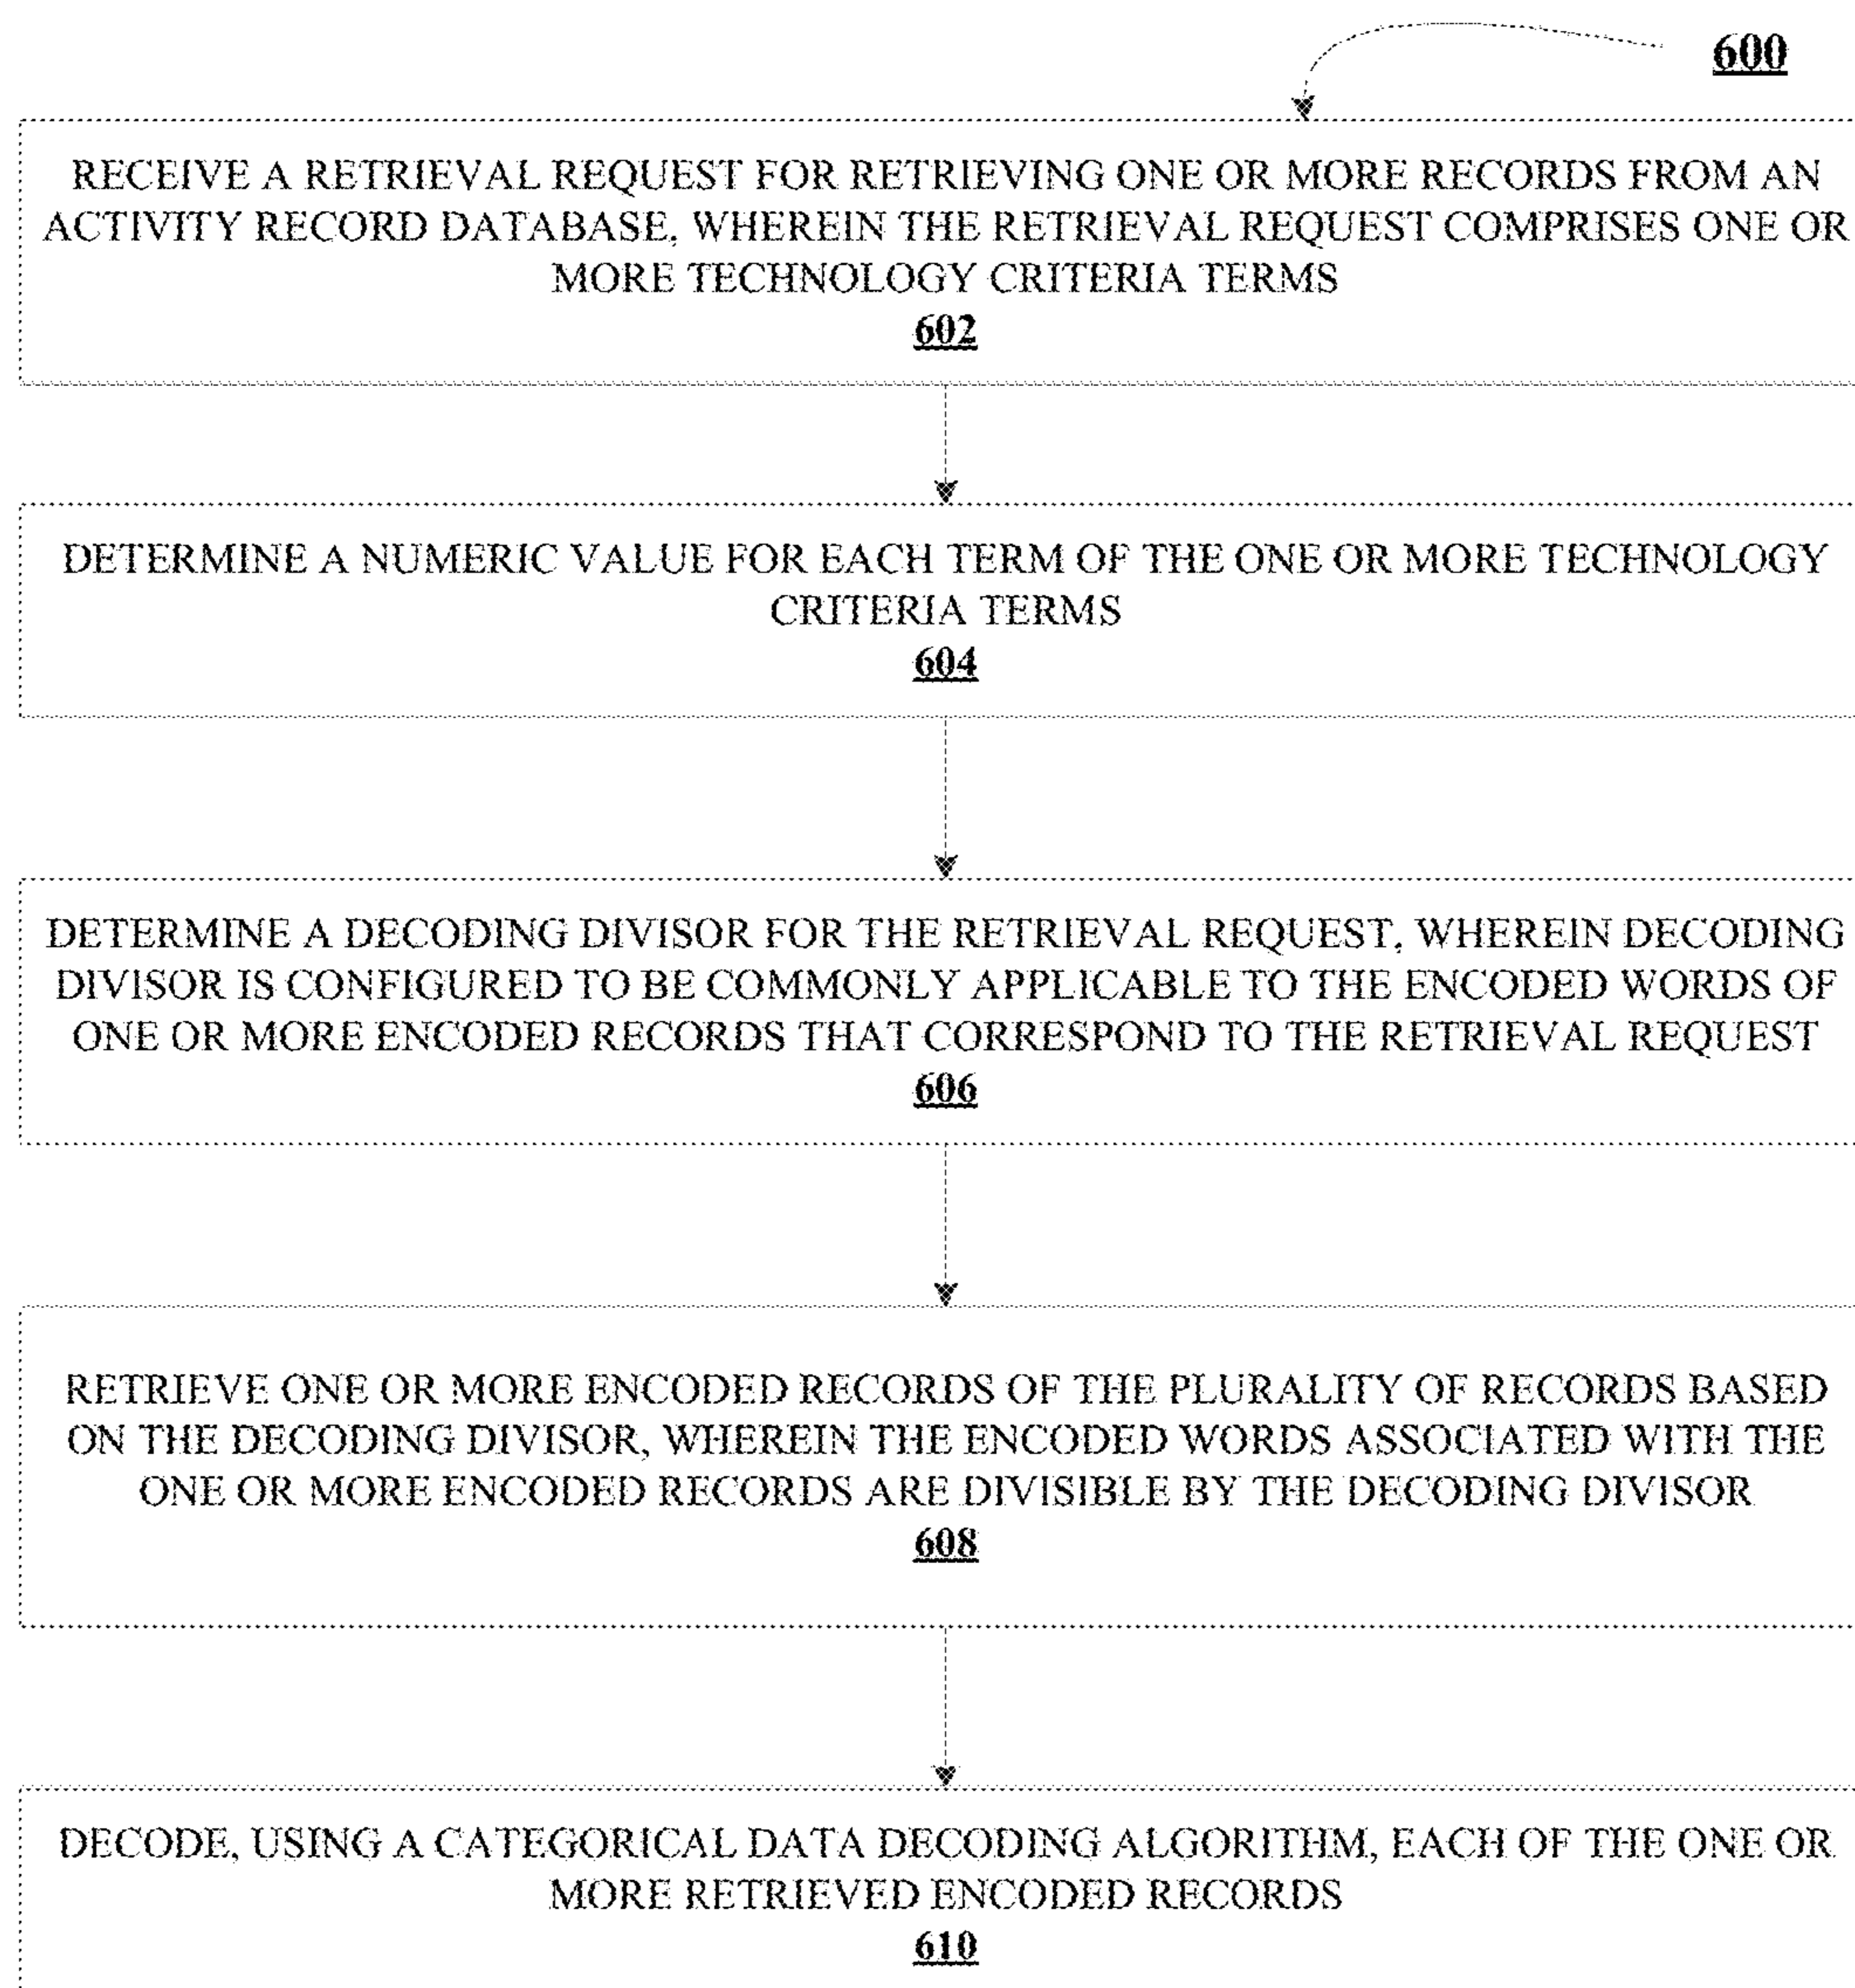 600
RECEIVE A RETRIEVAL REQUEST FOR RETRIEVING ONE OR MORE RECORDS FROM AN
ACTIVITY RECORD DATABASE, WHEREIN THE RETRIEVAL REQUEST COMPRISES ONE OR
MORE TECHNOLOGY CRITERIA TERMS
602
DETERMINE A NUMERIC VALUE FOR EACH TERM OF THE ONE OR MORE TECHNOLOGY
CRITERIA TERMS
604
DETERMINE A DECODING DIVISOR FOR THE RETRIEVAL REQUEST, WHEREIN DECODING
DIVISOR IS CONFIGURED TO BE COMMONLY APPLICABLE TO THE ENCODED WORDS OF
ONE OR MORE ENCODED RECORDS THAT CORRESPOND TO THE RETRIEVAL REQUEST
606
RETRIEVE ONE OR MORE ENCODED RECORDS OF THE PLURALITY OF RECORDS BASED
ON THE DECODING DIVISOR, WHEREIN THE ENCODED WORDS ASSOCIATED WITH THE
ONE OR MORE ENCODED RECORDS ARE DIVISIBLE BY THE DECODING DIVISOR
608
DECODE, USING A CATEGORICAL DATA DECODING ALGORITHM, EACH OF THE ONE OR
MORE RETRIEVED ENCODED RECORDS
610